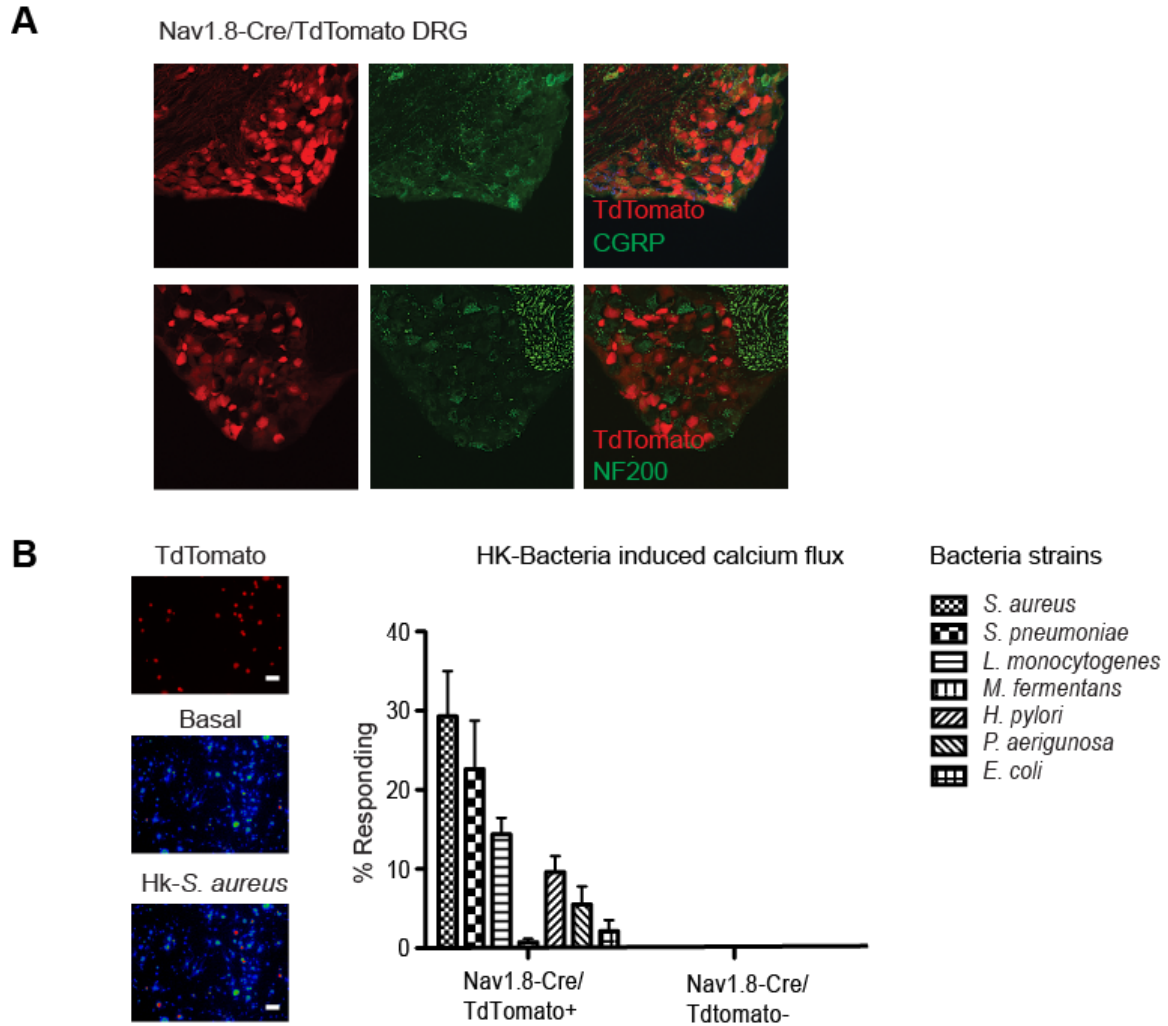 A
Nav1.8-Cre/TdTomato DRG
TdTomato
CGRP
TdTomato
NF200
B
TdTomato
Basal
Hk-S. aureus
HK-Bacteria induced calcium flux
% Responding
40
30
20
10
0
Nav1.8-Cre/
TdTomato+
Nav1.8-Cre/
Tdtomato-
Bacteria strains
S. aureus
S. pneumoniae
L. monocytogenes
M. fermentans
H. pylori
P. aerigunosa
E. coli